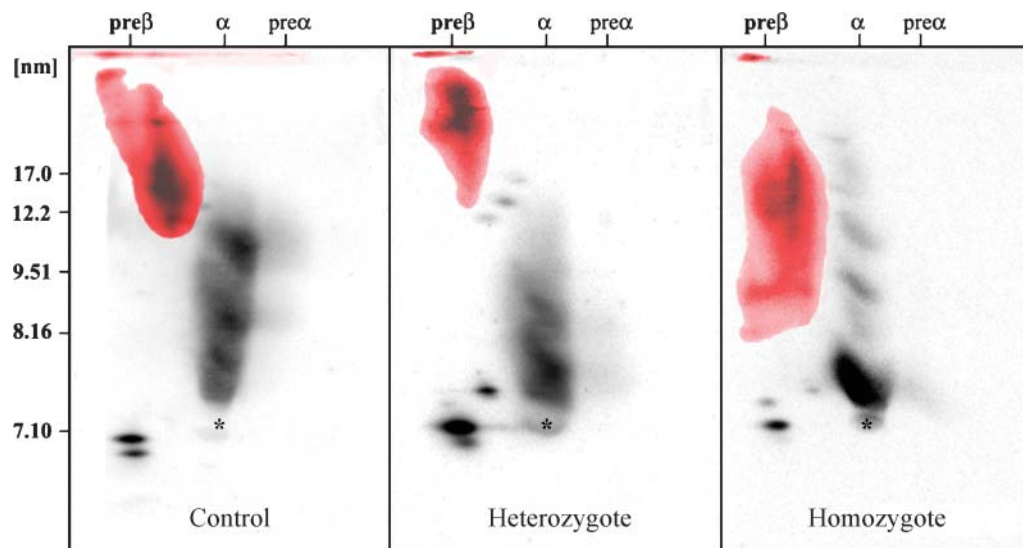 preβ α preα preβ α preα preβ α preα
[nm]
17.0
12.2
9.51
8.16
7.10
* * *
Control Heterozygote Homozygote